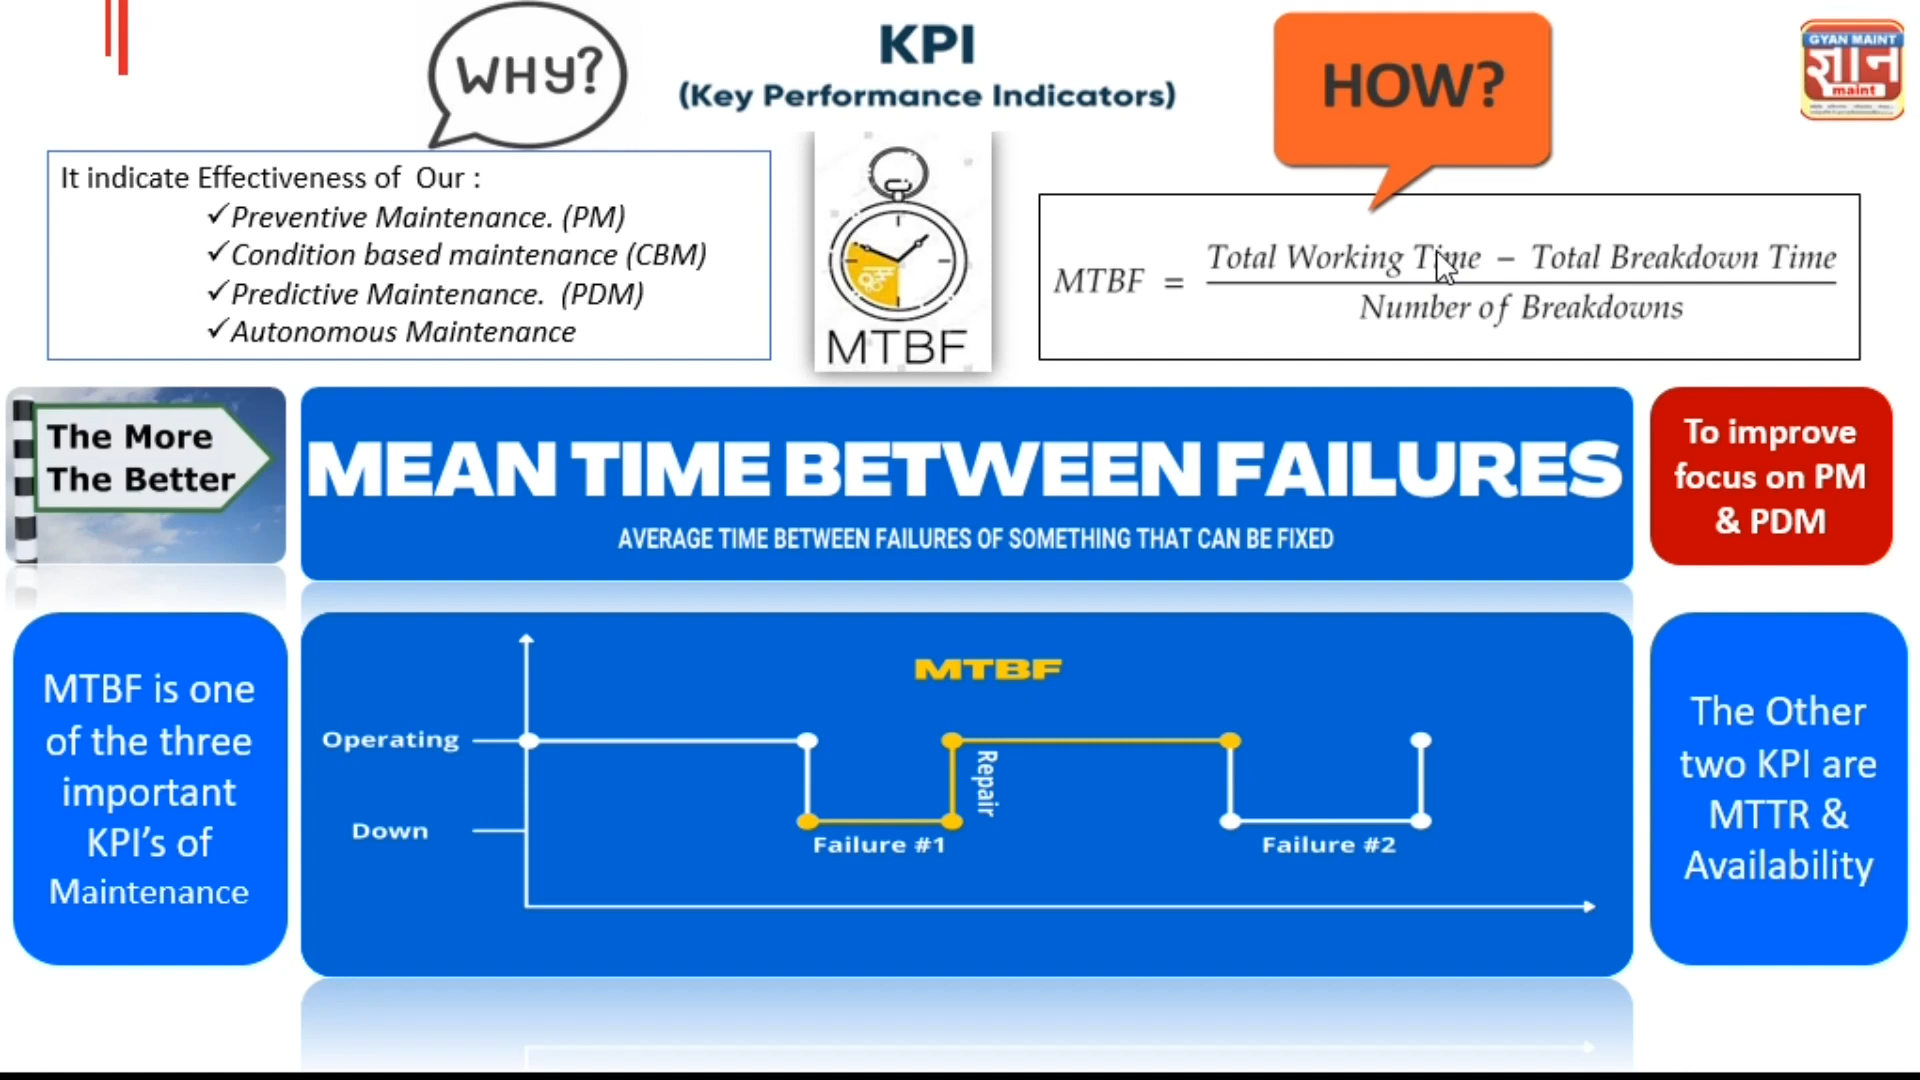 WHY?
KPI
(Key Performance Indicators)
HOW?
GYAN MAINT
ज्ञान
maint
It indicate Effectiveness of Our :
✓Preventive Maintenance. (PM)
✓Condition based maintenance (CBM)
✓Predictive Maintenance. (PDM)
✓Autonomous Maintenance
MTBF
MTBF = Total Working Time − Total Breakdown Time
Number of Breakdowns
The More
The Better
MEAN TIME BETWEEN FAILURES
AVERAGE TIME BETWEEN FAILURES OF SOMETHING THAT CAN BE FIXED
To improve
focus on PM
& PDM
MTBF is one
of the three
important
KPI’s of
Maintenance
MTBF
Operating
Repair
Down
Failure #1
Failure #2
The Other
two KPI are
MTTR &
Availability